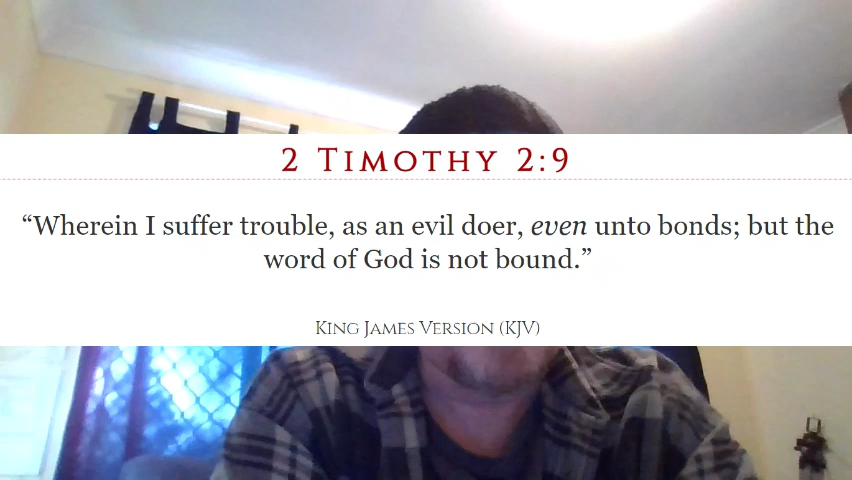 2 Timothy 2:9
“Wherein I suffer trouble, as an evil doer, even unto bonds; but the
word of God is not bound.”
King James Version (KJV)